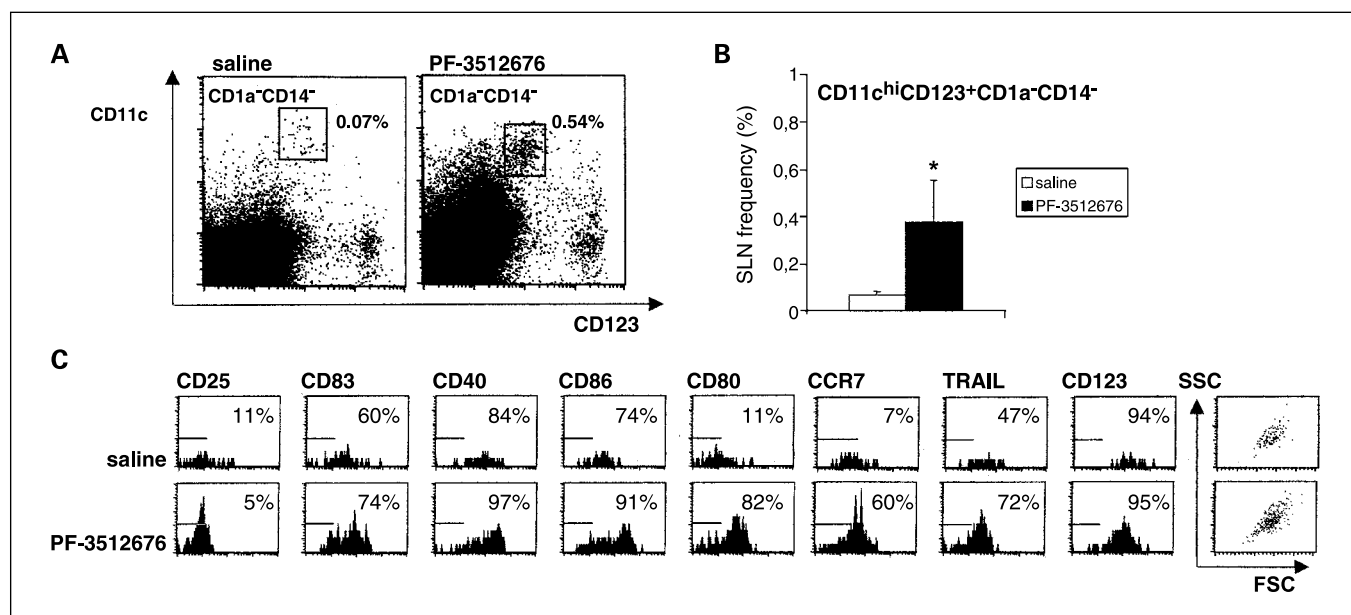 A
saline
PF-3512676
CD11c
CD1a-CD14-
0.07%
CD1a-CD14-
0.54%
CD123
B
1
0,8
0,6
0,4
0,2
0
SLN frequency (%)
CD11chiCD123+CD1a-CD14-
*
saline
PF-3512676
C
CD25 CD83 CD40 CD86 CD80 CCR7 TRAIL CD123 SSC
saline 11% 60% 84% 74% 11% 7% 47% 94%
PF-3512676 5% 74% 97% 91% 82% 60% 72% 95%
FSC